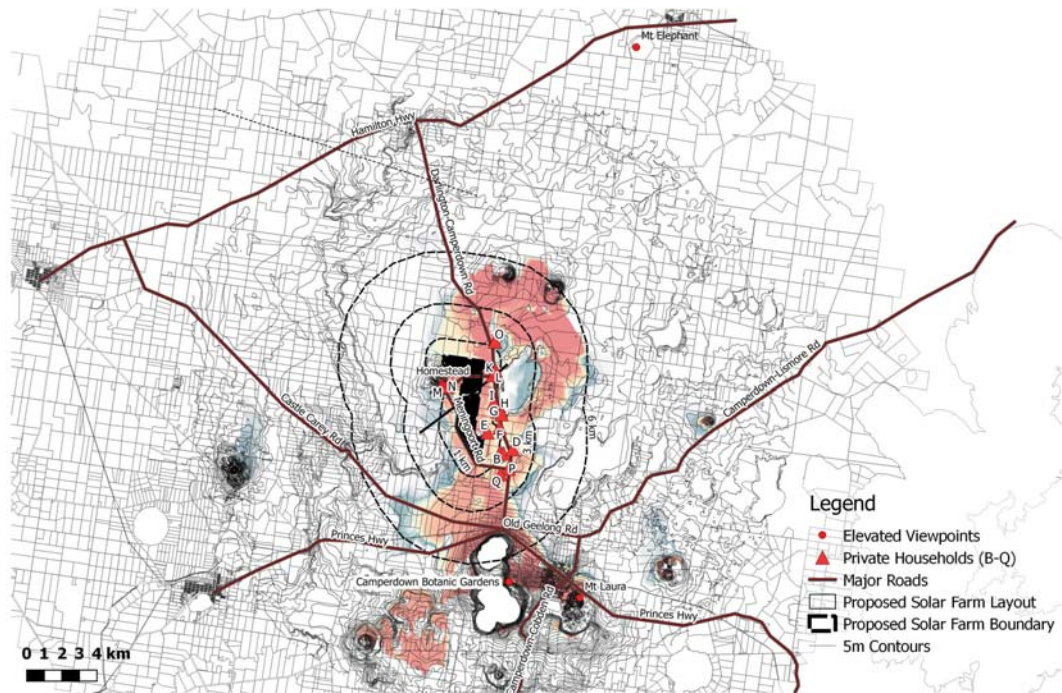 Mt Elephant
Hamilton Hwy
Darlington-Camperdown Rd
O
K
Homestead
L
M
N
I
H
G
Meningoort Rd
E
F
D
B
P
Q
1 km
3 km
6 km
Castle Carey Rd
Camperdown-Lismore Rd
Old Geelong Rd
Princes Hwy
Camperdown Botanic Gardens
Mt Laura
Camperdown-Cobden Rd
Princes Hwy
Legend
Elevated Viewpoints
Private Households (B-Q)
Major Roads
Proposed Solar Farm Layout
Proposed Solar Farm Boundary
5m Contours
0 1 2 3 4 km